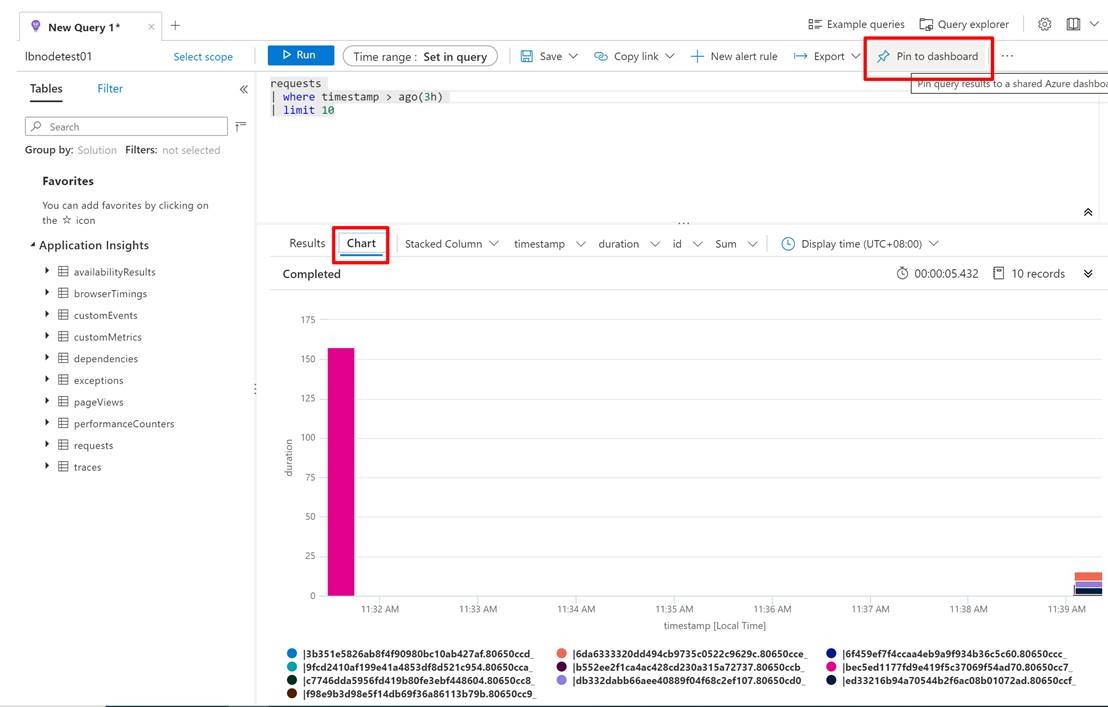 New Query 1*
Example queries
Query explorer
lbnodetest01
Select scope
Run
Time range : Set in query
Save
Copy link
New alert rule
Export
Pin to dashboard
Pin query results to a shared Azure dashboa
Tables
Filter
requests
| where timestamp > ago(3h)
| limit 10
Search
Group by: Solution Filters: not selected
Favorites
You can add favorites by clicking on
the ☆ icon
Application Insights
availabilityResults
browserTimings
customEvents
customMetrics
dependencies
exceptions
pageViews
performanceCounters
requests
traces
Results
Chart
Stacked Column
timestamp
duration
id
Sum
Display time (UTC+08:00)
Completed
00:00:05.432
10 records
175
150
125
100
75
50
25
0
duration
11:32 AM
11:33 AM
11:34 AM
11:35 AM
11:36 AM
11:37 AM
11:38 AM
11:39 AM
timestamp [Local Time]
|3b351e5826ab8f4f90980bc10ab427af.80650ccd_
|6da6333320dd494cb9735c0522c9629c.80650cce_
|6f459ef7f4ccaa4eb9a9f934b36c5c60.80650ccc_
|9fcd2410af199e41a4853df8d521c954.80650cca_
|b552ee2f1ca4ac428cd230a315a72737.80650ccb_
|bec5ed1177fd9e419f5c37069f54ad70.80650cc7_
|c7746dda5956fd419b80fe3ebf448604.80650cc8_
|db332dabb66aee40889f04f68c2ef107.80650cd0_
|ed33216b94a70544b2f6ac08b01072ad.80650ccf_
|f98e9b3d98e5f14db69f36a86113b79b.80650cc9_